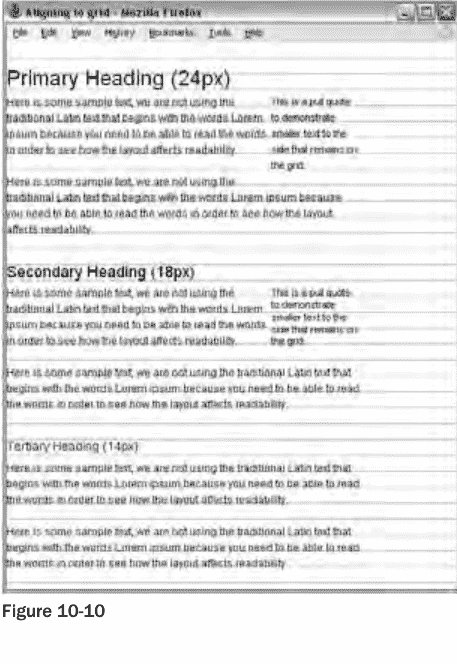 Aligning to grid - Mozilla Firefox
File Edit View History Bookmarks Tools Help
Primary Heading (24px)
Here is some sample text, we are not using the
traditional Latin text that begins with the words Lorem
ipsum because you need to be able to read the words
in order to see how the layout affects readability.
This is a pull quote
to demonstrate
smaller text to the
side that remains on
the grid.
Here is some sample text, we are not using the
traditional Latin text that begins with the words Lorem ipsum because
you need to be able to read the words in order to see how the layout
affects readability.
Secondary Heading (18px)
Here is some sample text, we are not using the
traditional Latin text that begins with the words Lorem
ipsum because you need to be able to read the words
in order to see how the layout affects readability.
This is a pull quote
to demonstrate
smaller text to the
side that remains on
the grid.
Here is some sample text, we are not using the traditional Latin text that
begins with the words Lorem ipsum because you need to be able to read
the words in order to see how the layout affects readability.
Tertiary Heading (14px)
Here is some sample text, we are not using the traditional Latin text that
begins with the words Lorem ipsum because you need to be able to read
the words in order to see how the layout affects readability.
Here is some sample text, we are not using the traditional Latin text that
begins with the words Lorem ipsum because you need to be able to read
the words in order to see how the layout affects readability.
Figure 10-10